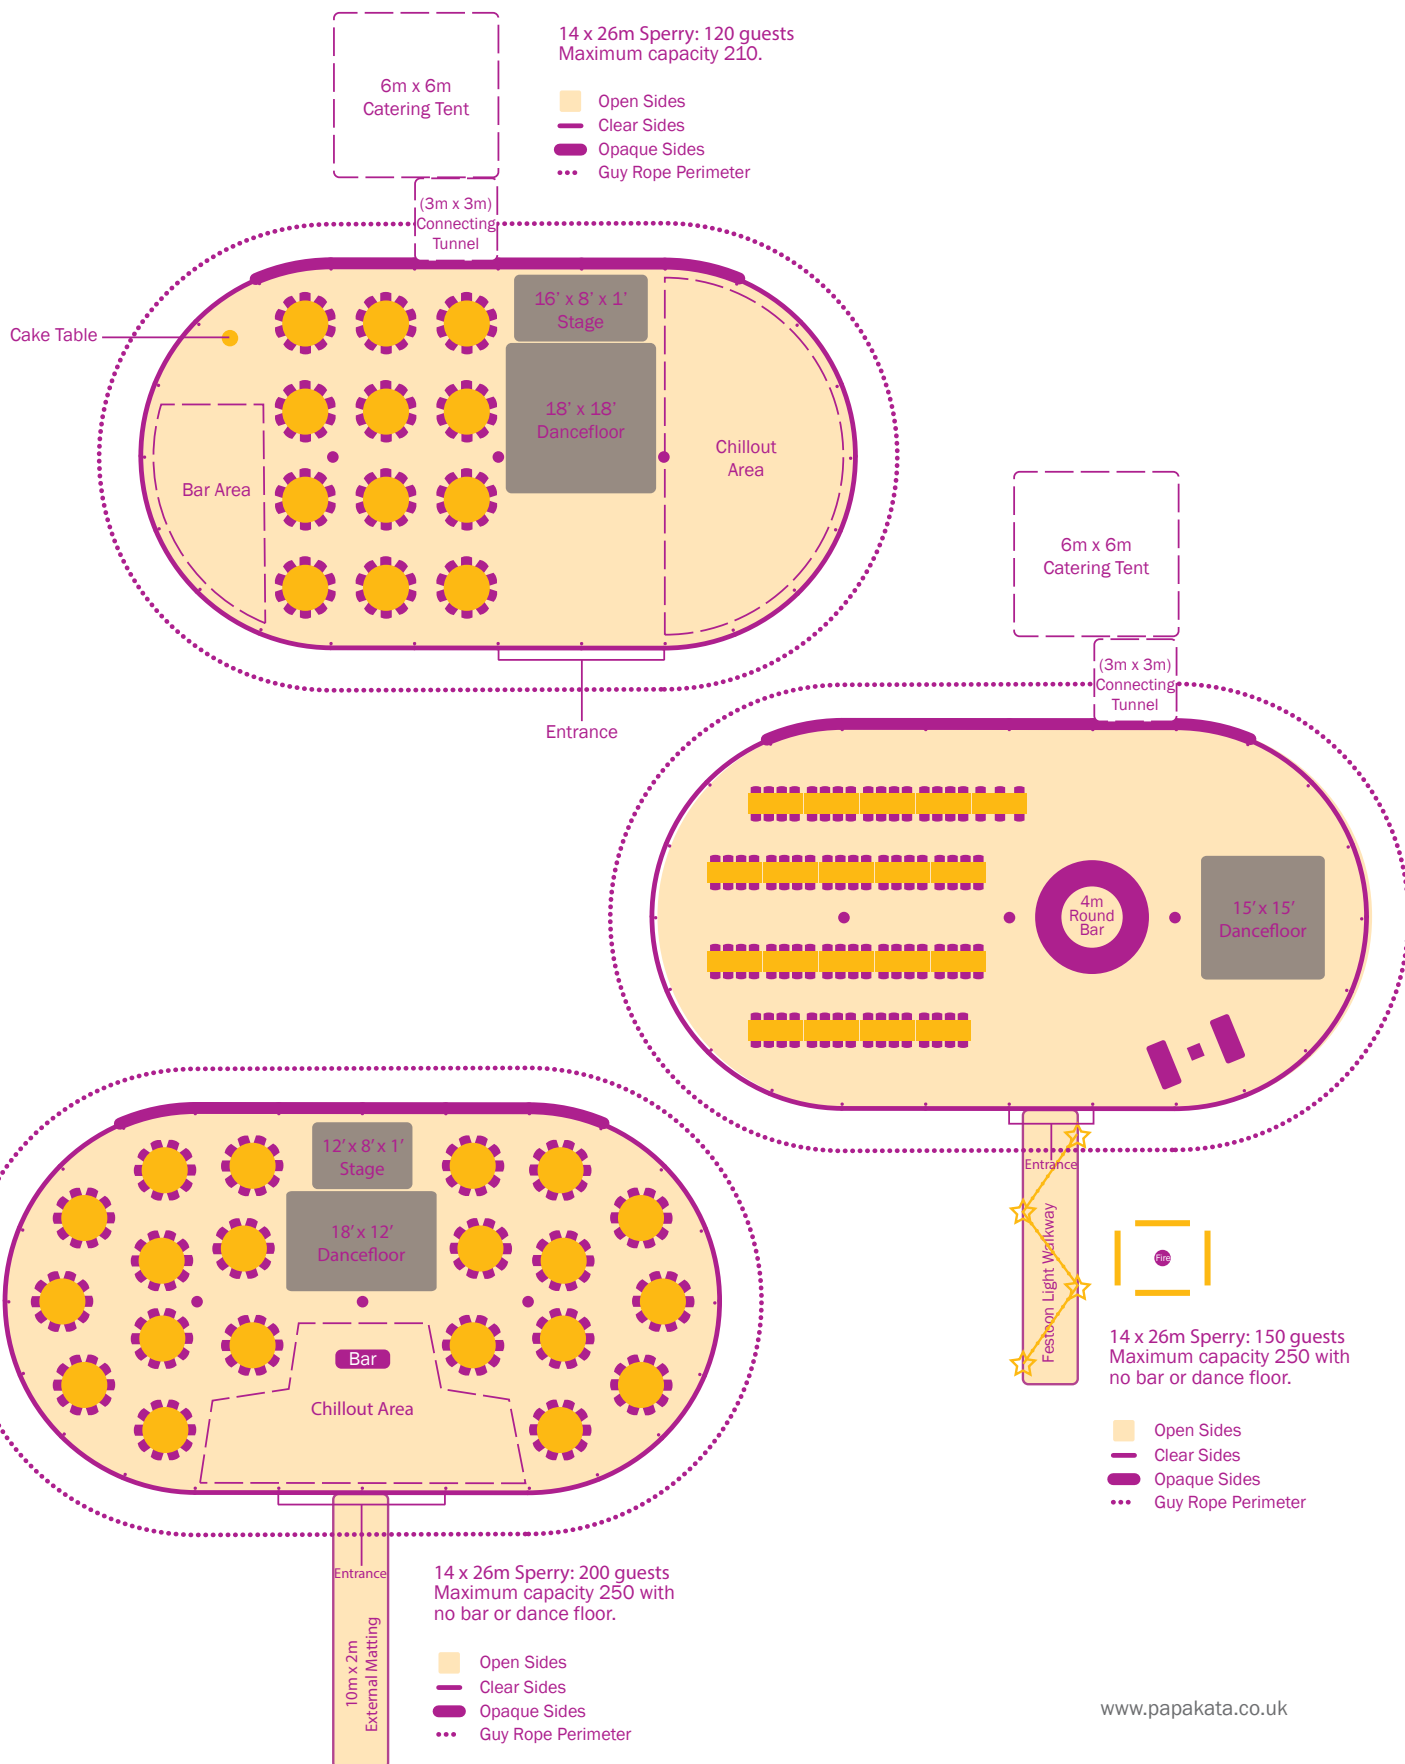 14 x 26m Sperry: 120 guests
Maximum capacity 210.
Open Sides
Clear Sides
Opaque Sides
Guy Rope Perimeter
6m x 6m
Catering Tent
(3m x 3m)
Connecting
Tunnel
16' x 8' x 1'
Stage
Cake Table
18' x 18'
Dancefloor
Chillout
Area
Bar Area
Entrance
6m x 6m
Catering Tent
(3m x 3m)
Connecting
Tunnel
4m
Round
Bar
15' x 15'
Dancefloor
Entrance
Festoon Light Walkway
Fire
14 x 26m Sperry: 150 guests
Maximum capacity 250 with
no bar or dance floor.
Open Sides
Clear Sides
Opaque Sides
Guy Rope Perimeter
12' x 8' x 1'
Stage
18' x 12'
Dancefloor
Bar
Chillout Area
Entrance
10m x 2m
External Matting
14 x 26m Sperry: 200 guests
Maximum capacity 250 with
no bar or dance floor.
Open Sides
Clear Sides
Opaque Sides
Guy Rope Perimeter
www.papakata.co.uk